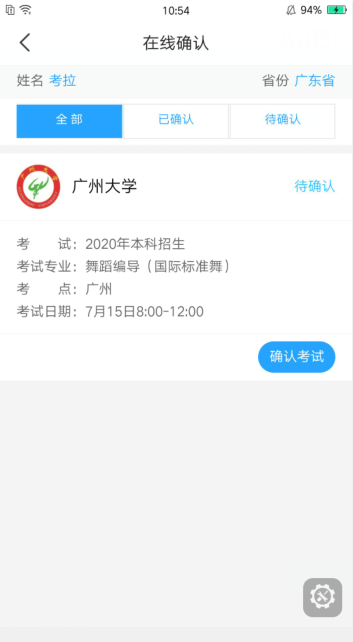 10:54
94%
在线确认
姓名 考拉 省份 广东省
全部 已确认 待确认
广州大学 待确认
考 试：2020年本科招生
考试专业：舞蹈编导（国际标准舞）
考 点：广州
考试日期：7月15日8:00-12:00
确认考试